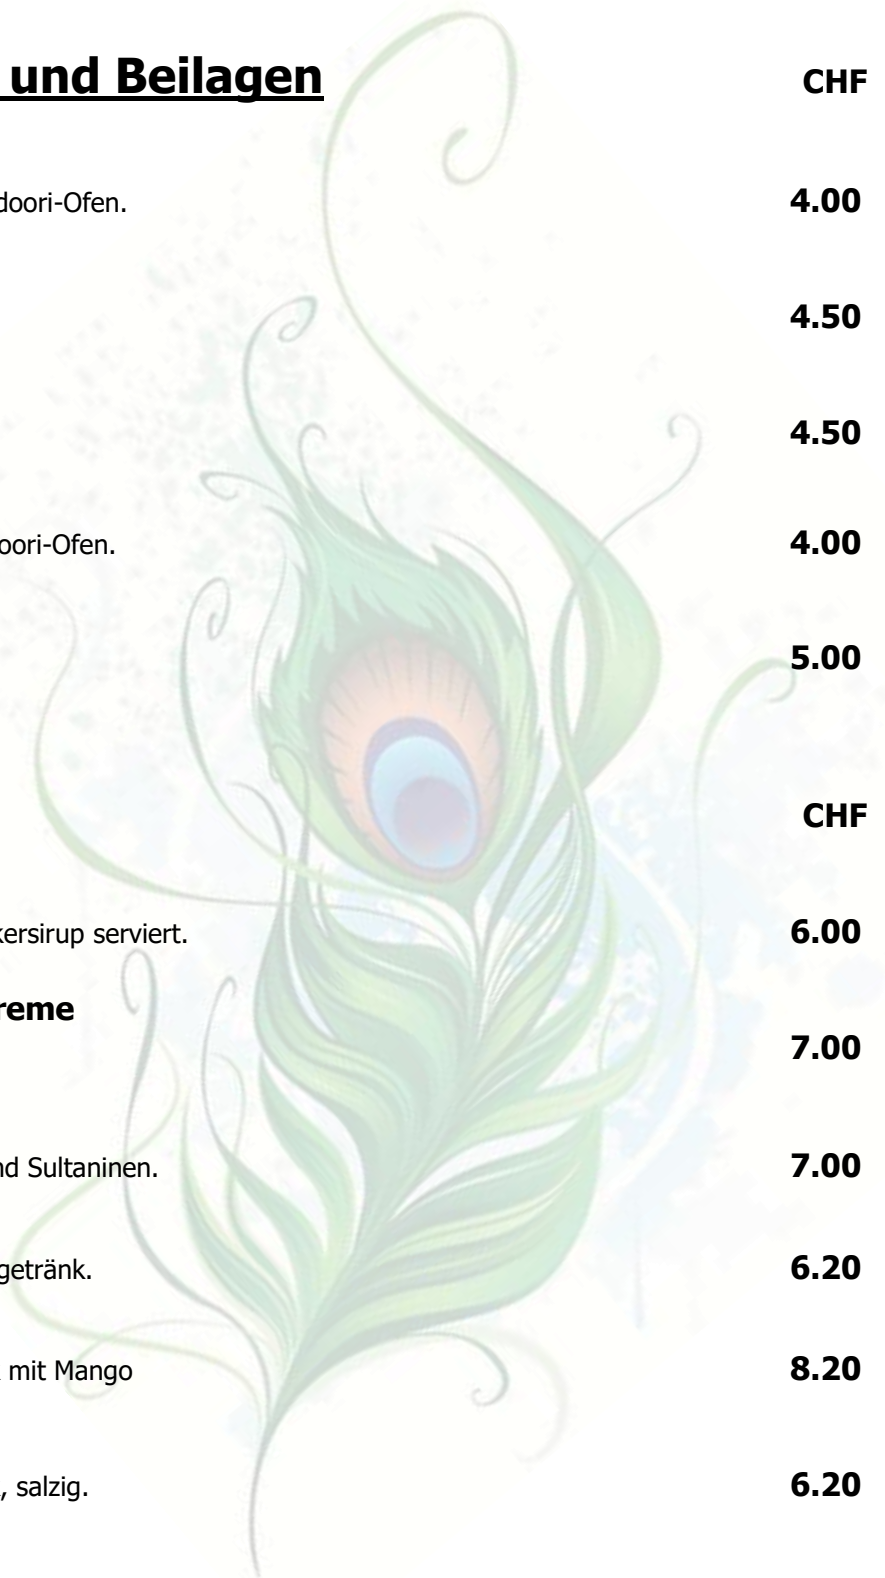 und Beilagen CHF
doori-Ofen. 4.00
4.50
4.50
oori-Ofen. 4.00
5.00
CHF
kersirup serviert. 6.00
reme
7.00
nd Sultaninen. 7.00
getränk. 6.20
mit Mango 8.20
, salzig. 6.20